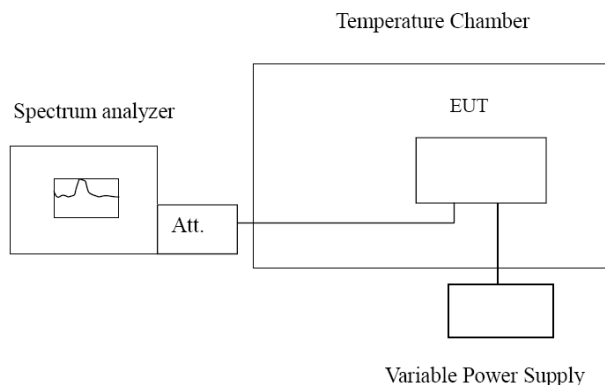 Temperature Chamber
Spectrum analyzer
EUT
Att.
Variable Power Supply